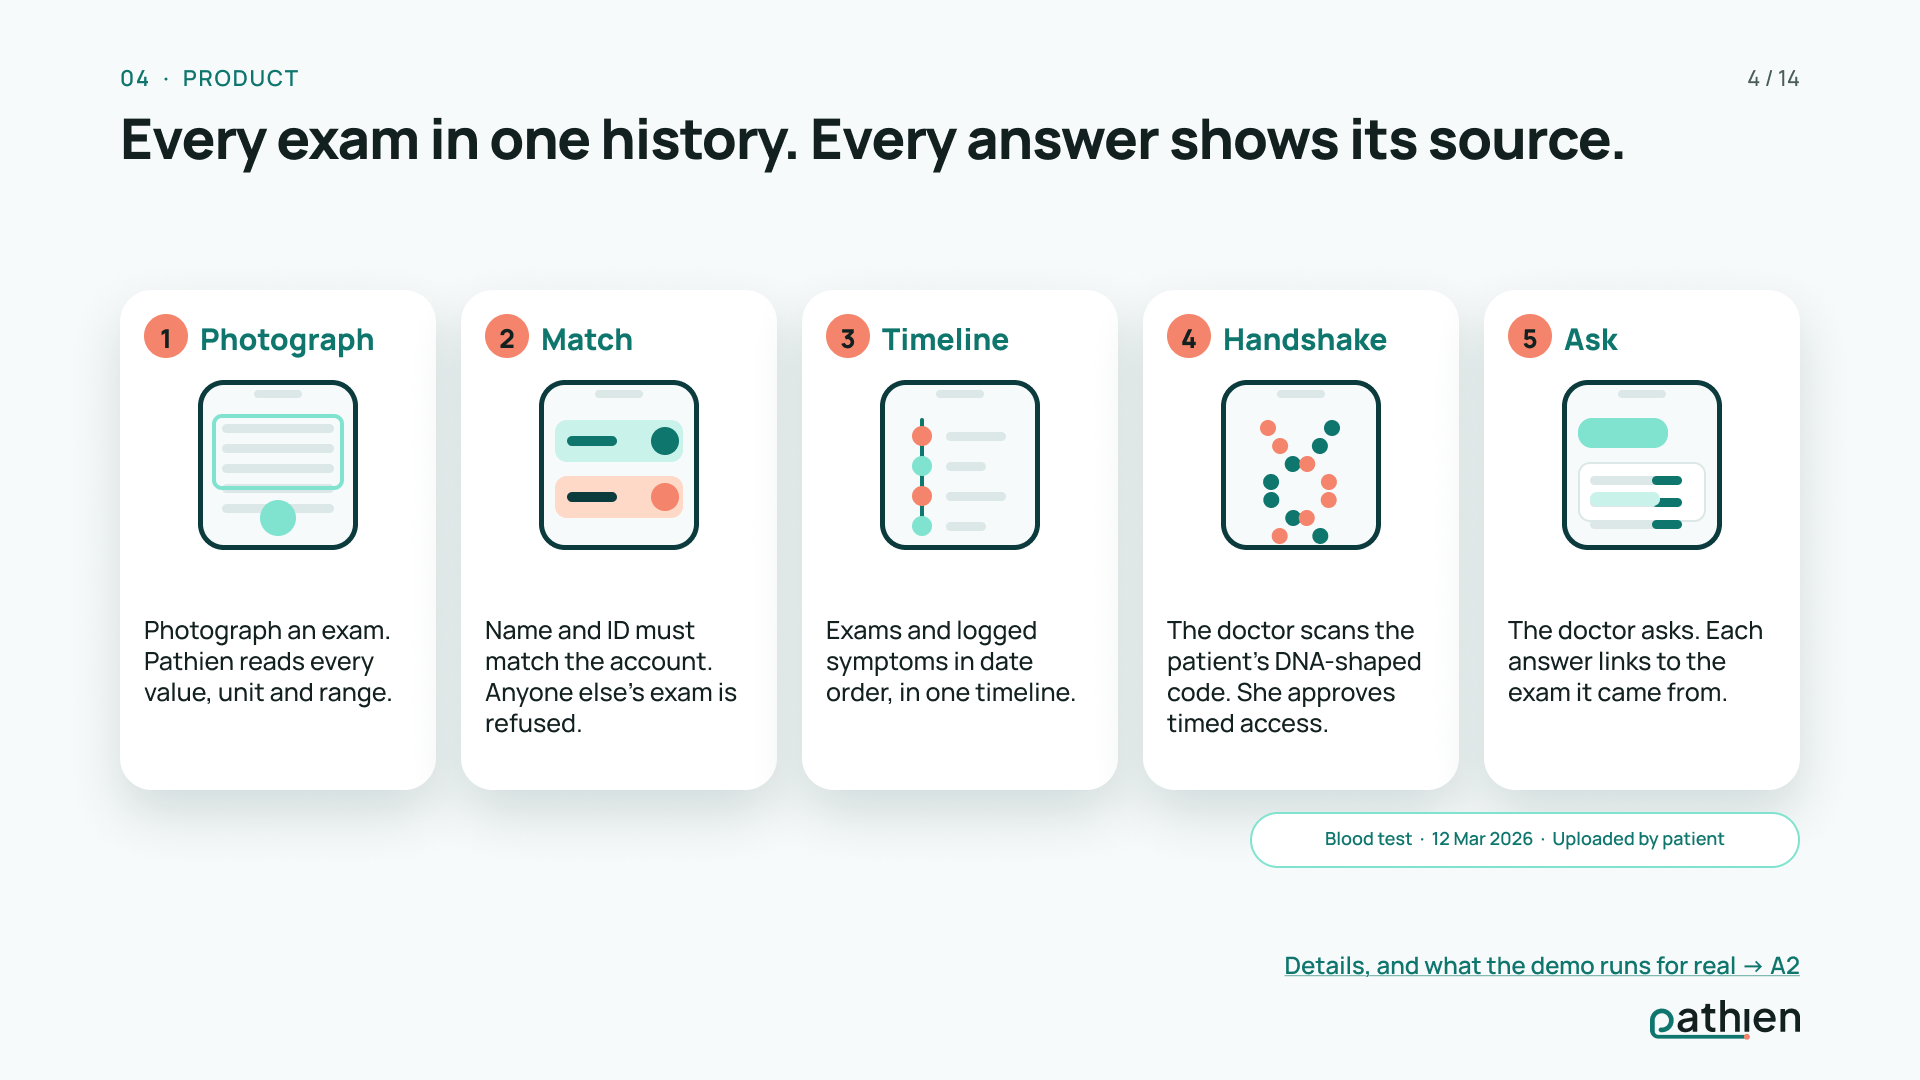 04 · PRODUCT
4 / 14
Every exam in one history. Every answer shows its source.
1 Photograph
Photograph an exam.
Pathien reads every
value, unit and range.
2 Match
Name and ID must
match the account.
Anyone else’s exam is
refused.
3 Timeline
Exams and logged
symptoms in date
order, in one timeline.
4 Handshake
The doctor scans the
patient’s DNA-shaped
code. She approves
timed access.
5 Ask
The doctor asks. Each
answer links to the
exam it came from.
Blood test · 12 Mar 2026 · Uploaded by patient
Details, and what the demo runs for real → A2
pathien